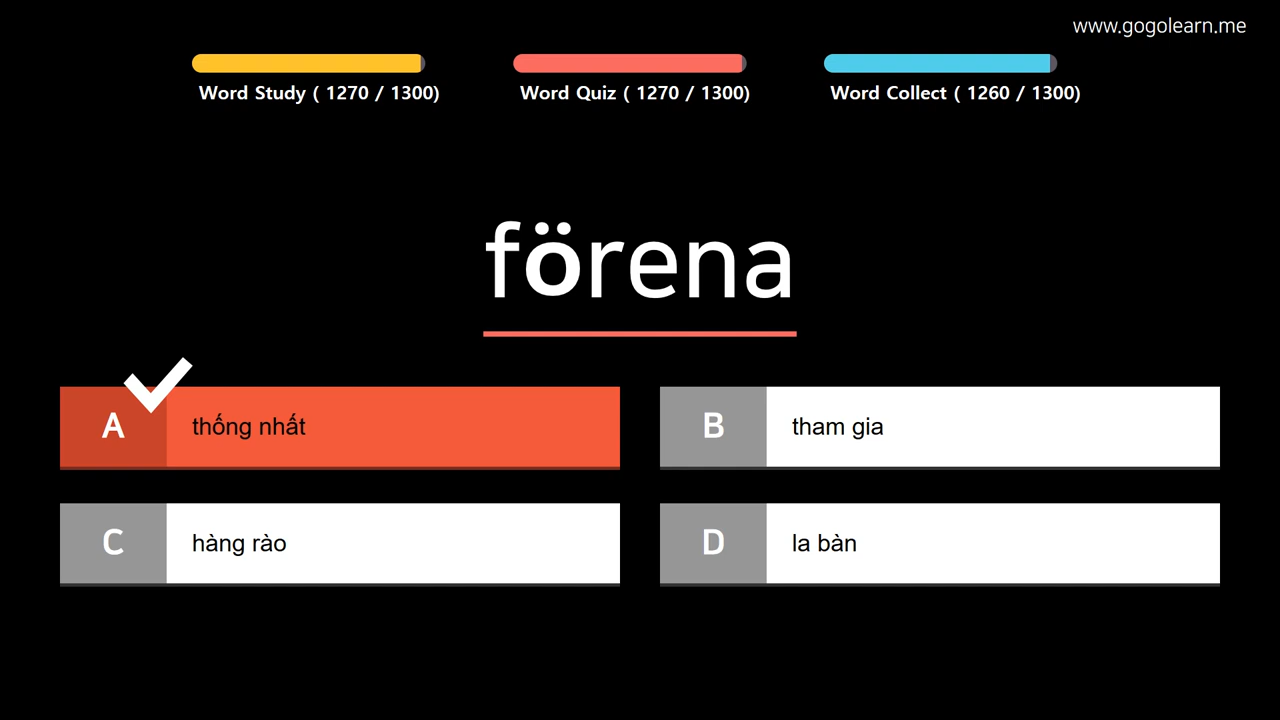 www.gogolearn.me
Word Study ( 1270 / 1300)
Word Quiz ( 1270 / 1300)
Word Collect ( 1260 / 1300)
förena
A thống nhất
B tham gia
C hàng rào
D la bàn